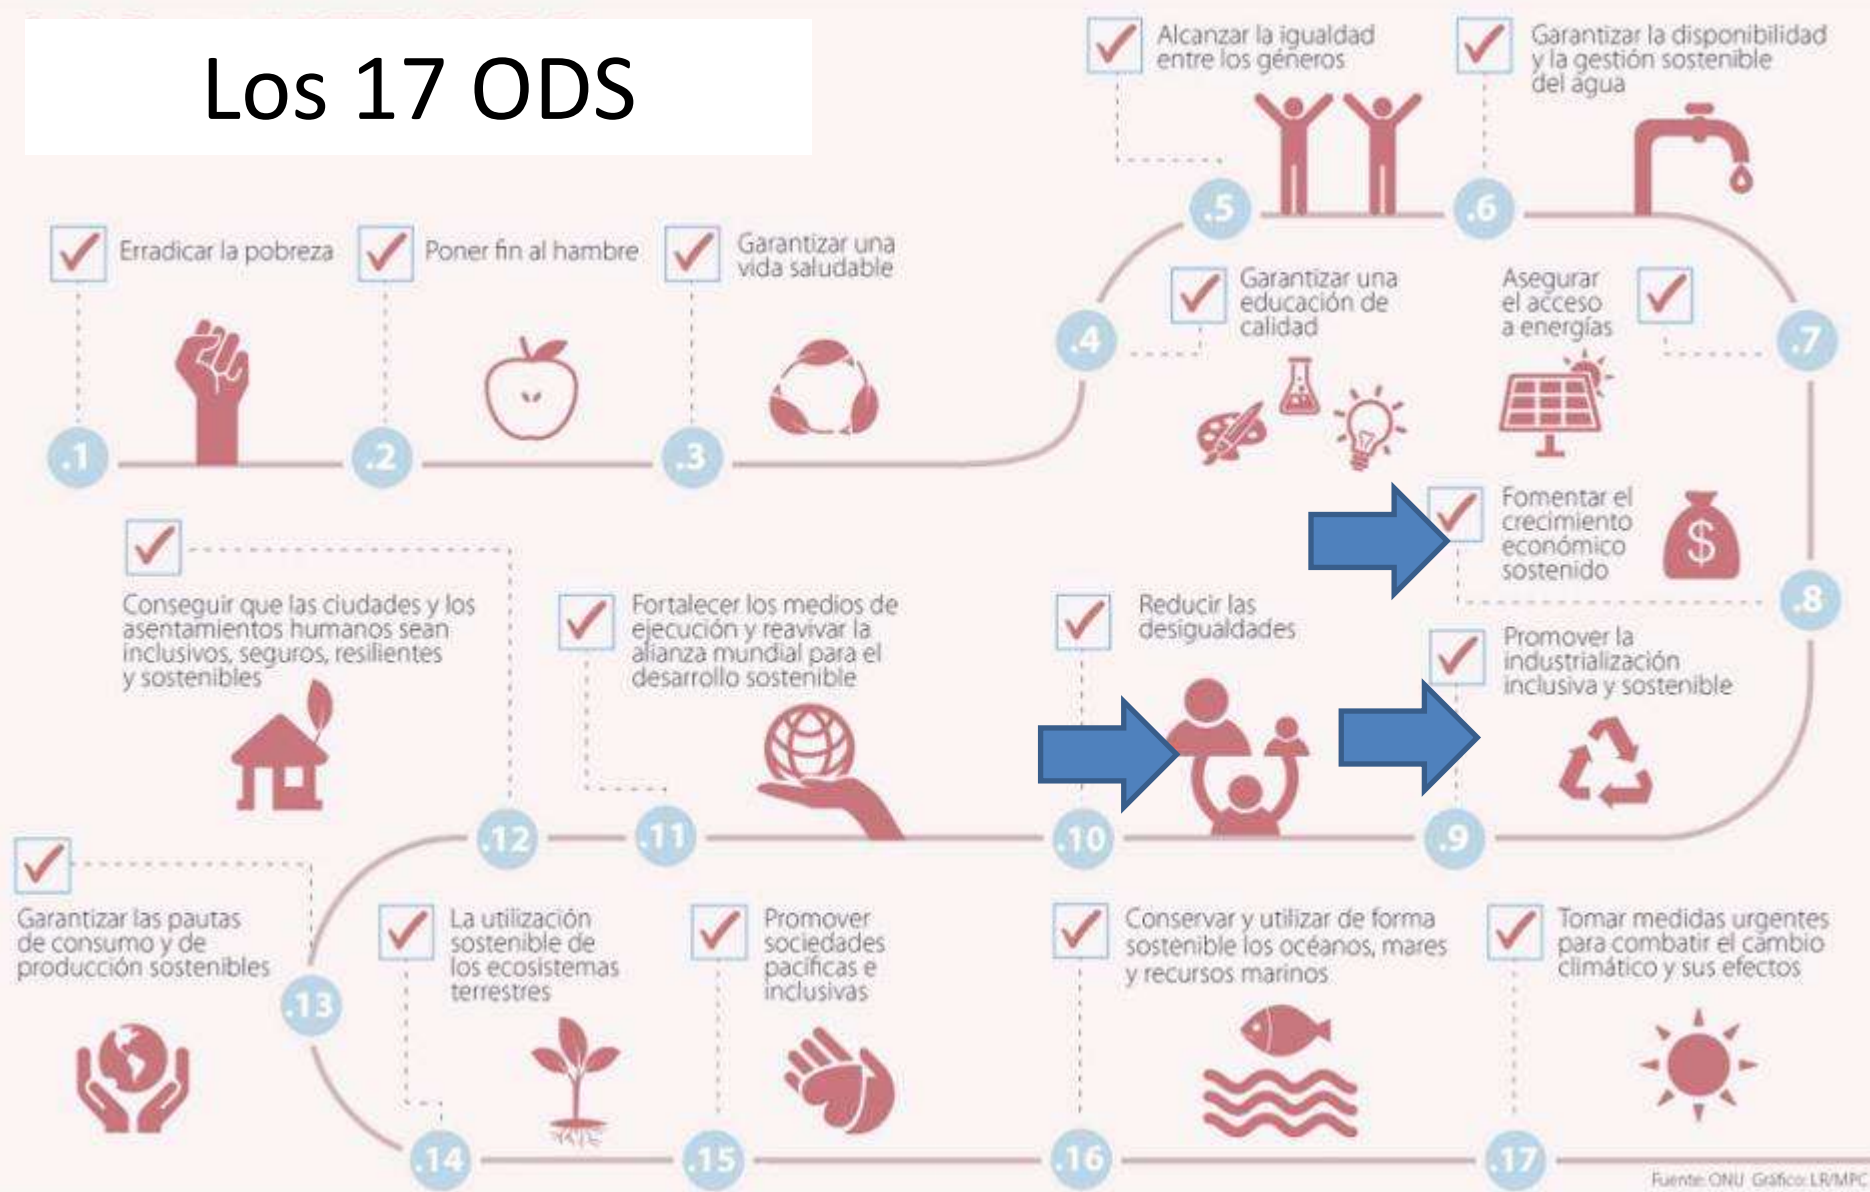 Los 17 ODS
.1
Erradicar la pobreza
.2
Poner fin al hambre
.3
Garantizar una
vida saludable
.4
Garantizar una
educación de
calidad
.5
Alcanzar la igualdad
entre los géneros
.6
Garantizar la disponibilidad
y la gestión sostenible
del agua
.7
Asegurar
el acceso
a energías
.8
Fomentar el
crecimiento
económico
sostenido
$
.9
Promover la
industrialización
inclusiva y sostenible
.10
Reducir las
desigualdades
.11
Fortalecer los medios de
ejecución y reavivar la
alianza mundial para el
desarrollo sostenible
.12
Conseguir que las ciudades y los
asentamientos humanos sean
inclusivos, seguros, resilientes
y sostenibles
.13
Garantizar las pautas
de consumo y de
producción sostenibles
.14
La utilización
sostenible de
los ecosistemas
terrestres
.15
Promover
sociedades
pacíficas e
inclusivas
.16
Conservar y utilizar de forma
sostenible los océanos, mares
y recursos marinos
.17
Tomar medidas urgentes
para combatir el cambio
climático y sus efectos
Fuente: ONU Gráfico: LR/MPC